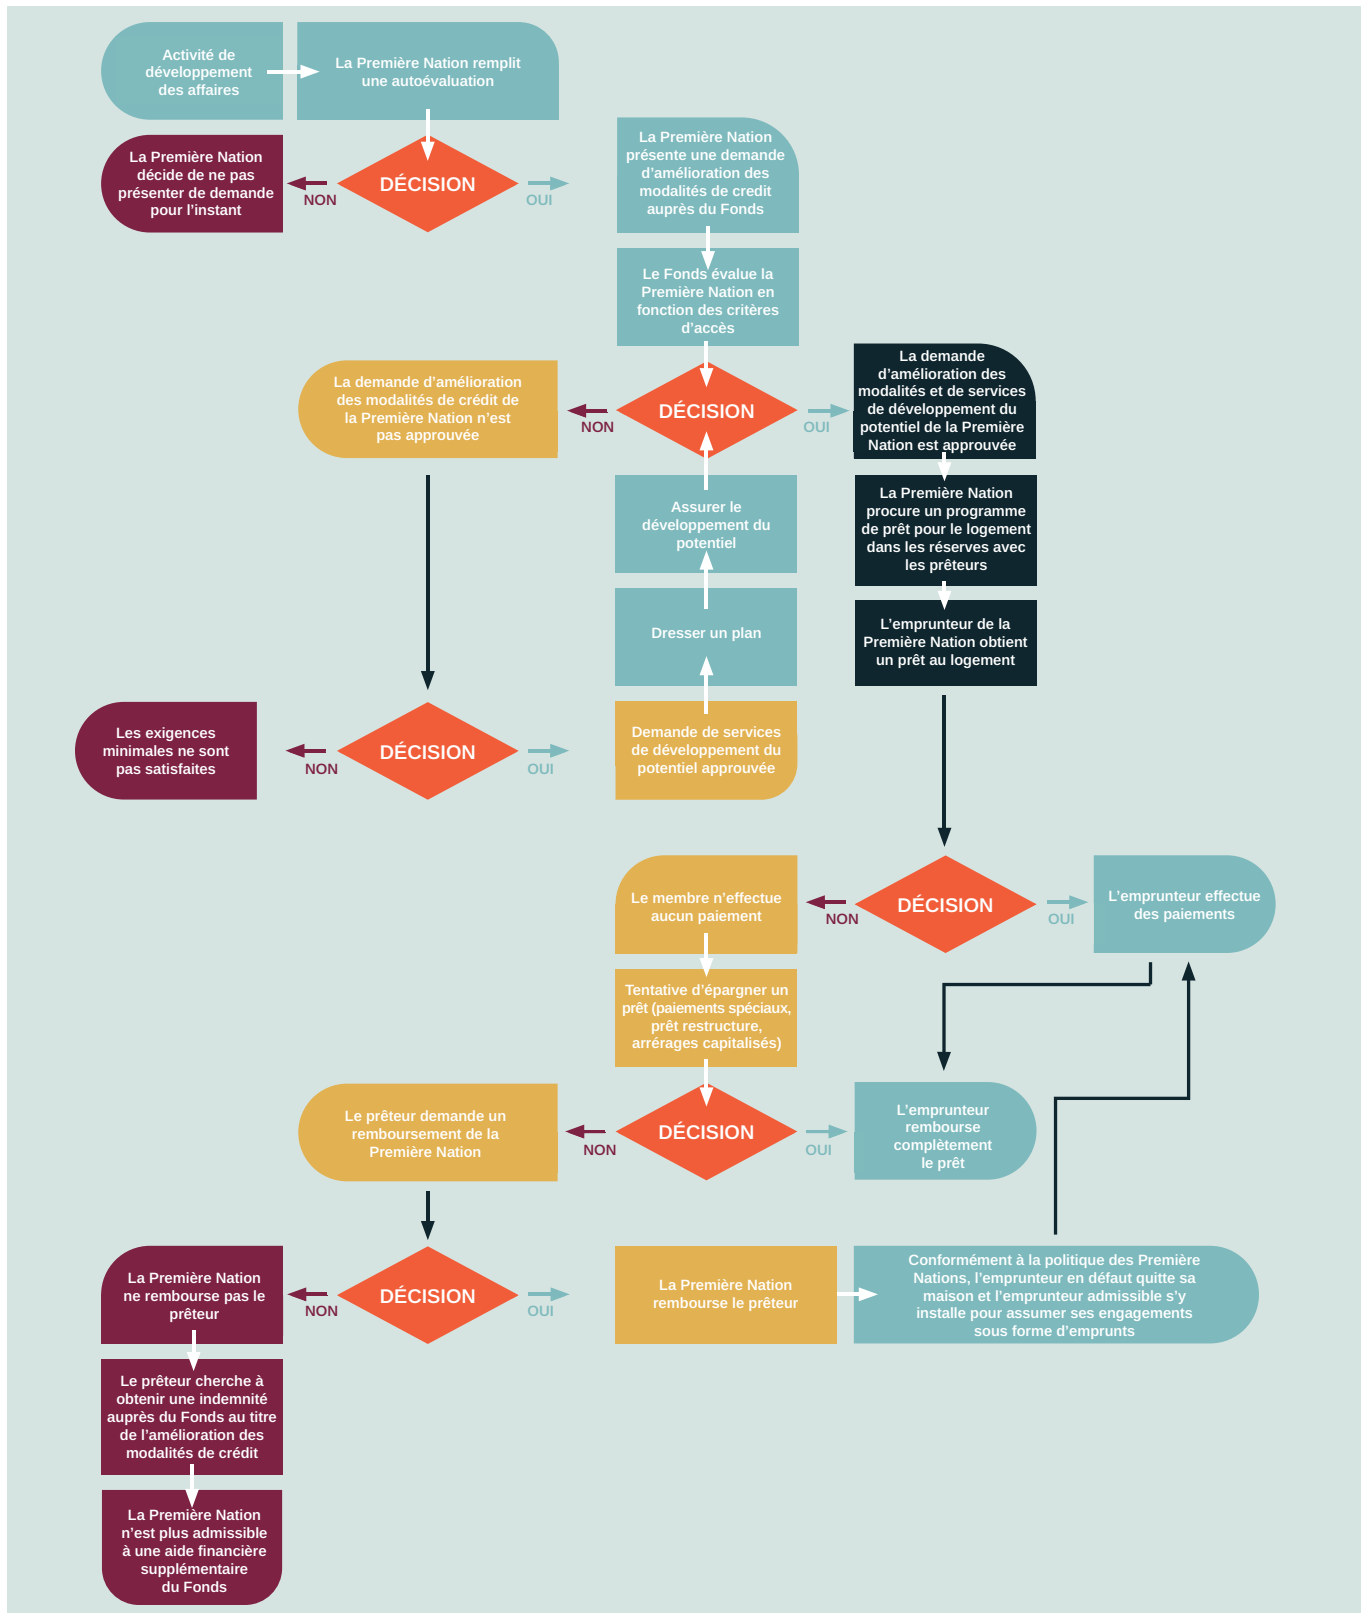 Activité de
développement
des affaires
La Première Nation remplit
une autoévaluation
La Première Nation
décide de ne pas
présenter de demande
pour l’instant
NON
DÉCISION
OUI
La Première Nation
présente une demande
d’amélioration des
modalités de credit
auprès du Fonds
Le Fonds évalue la
Première Nation en
fonction des critères
d’accès
La demande d’amélioration
des modalités de crédit de
la Première Nation n’est
pas approuvée
NON
DÉCISION
OUI
La demande
d’amélioration des
modalités et de services
de développement du
potentiel de la Première
Nation est approuvée
Assurer le
développement du
potentiel
La Première Nation
procure un programme
de prêt pour le logement
dans les réserves avec
les prêteurs
Dresser un plan
L’emprunteur de la
Première Nation obtient
un prêt au logement
Les exigences
minimales ne sont
pas satisfaites
NON
DÉCISION
OUI
Demande de services
de développement du
potentiel approuvée
Le membre n’effectue
aucun paiement
NON
DÉCISION
OUI
L’emprunteur effectue
des paiements
Tentative d’épargner un
prêt (paiements spéciaux,
prêt restructure,
arrérages capitalisés)
Le prêteur demande un
remboursement de la
Première Nation
NON
DÉCISION
OUI
L’emprunteur
rembourse
complètement
le prêt
La Première Nation
ne rembourse pas le
prêteur
NON
DÉCISION
OUI
La Première Nation
rembourse le prêteur
Conformément à la politique des Première
Nations, l’emprunteur en défaut quitte sa
maison et l’emprunteur admissible s’y
installe pour assumer ses engagements
sous forme d’emprunts
Le prêteur cherche à
obtenir une indemnité
auprès du Fonds au titre
de l’amélioration des
modalités de crédit
La Première Nation
n’est plus admissible
à une aide financière
supplémentaire
du Fonds